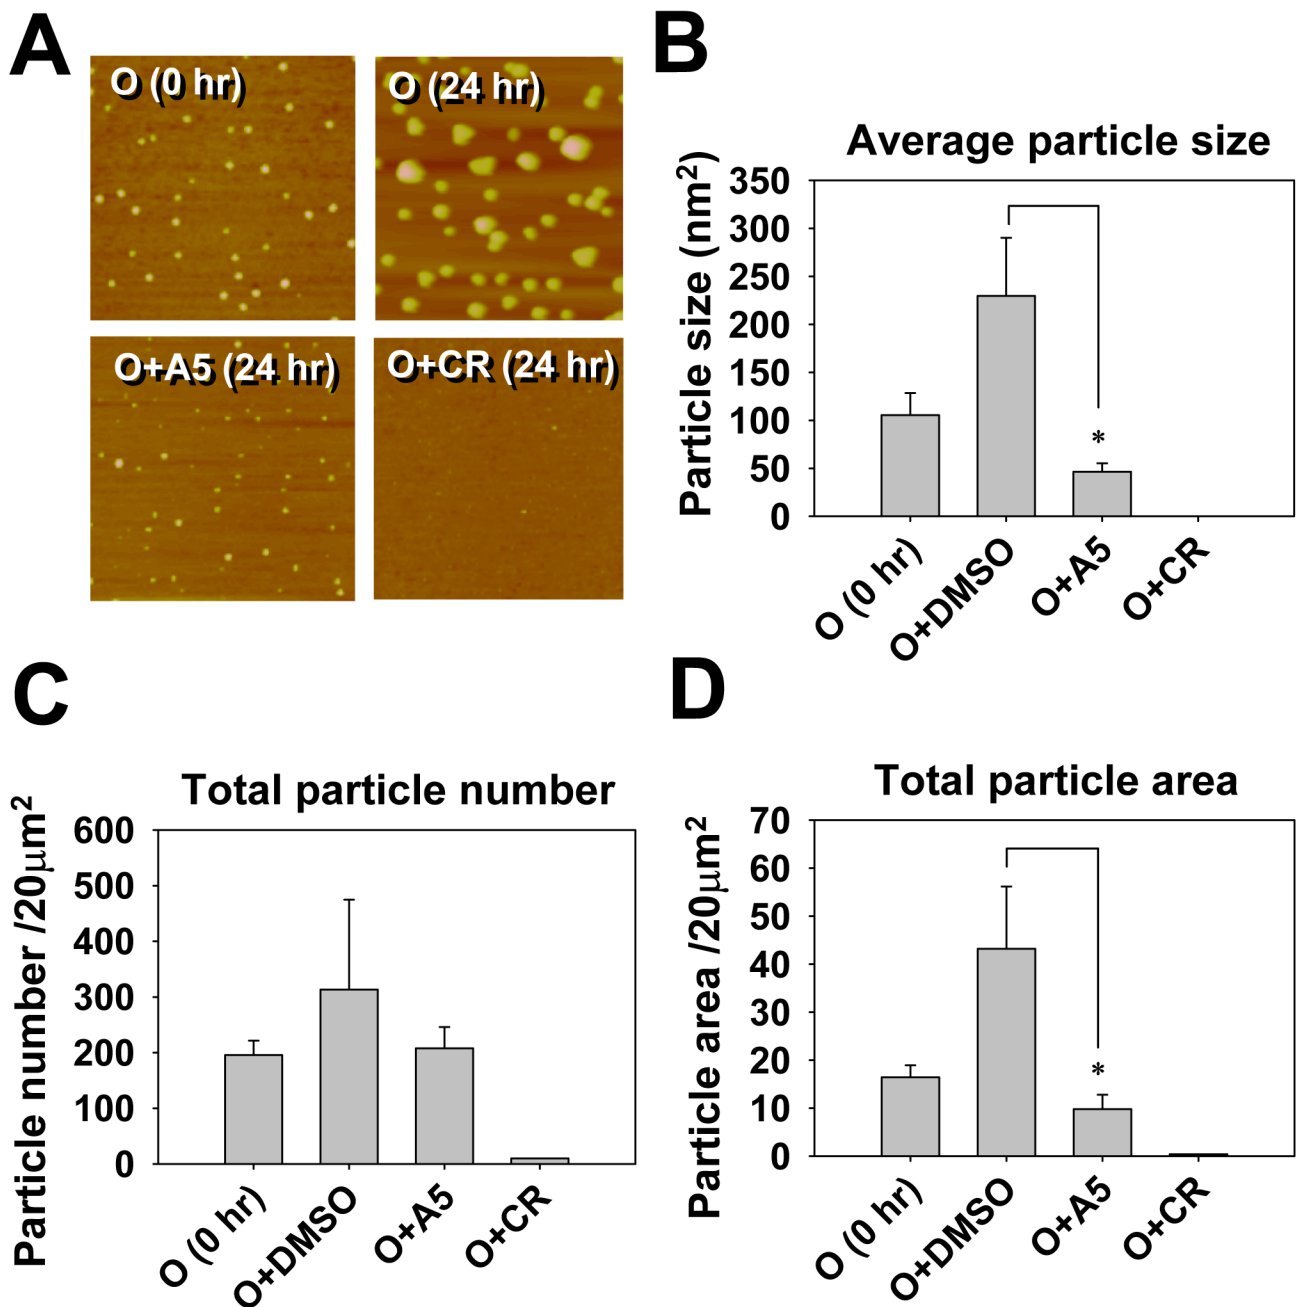 A
O (0 hr)
O (24 hr)
O+A5 (24 hr)
O+CR (24 hr)
B
Average particle size
Particle size (nm²)
350
300
250
200
150
100
50
0
*
O (0 hr)
O+DMSO
O+A5
O+CR
C
Total particle number
Particle number /20μm²
600
500
400
300
200
100
0
O (0 hr)
O+DMSO
O+A5
O+CR
D
Total particle area
Particle area /20μm²
70
60
50
40
30
20
10
0
*
O (0 hr)
O+DMSO
O+A5
O+CR